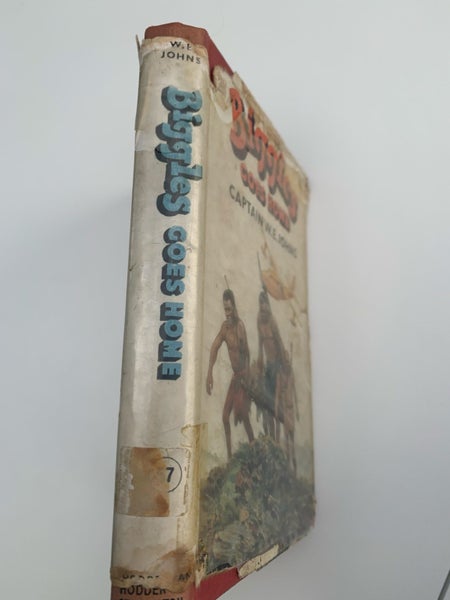 W.E.
JOHNS
Biggles
GOES HOME
7
HODDER
Biggles
GOES HOME
CAPTAIN W.E. JOHNS